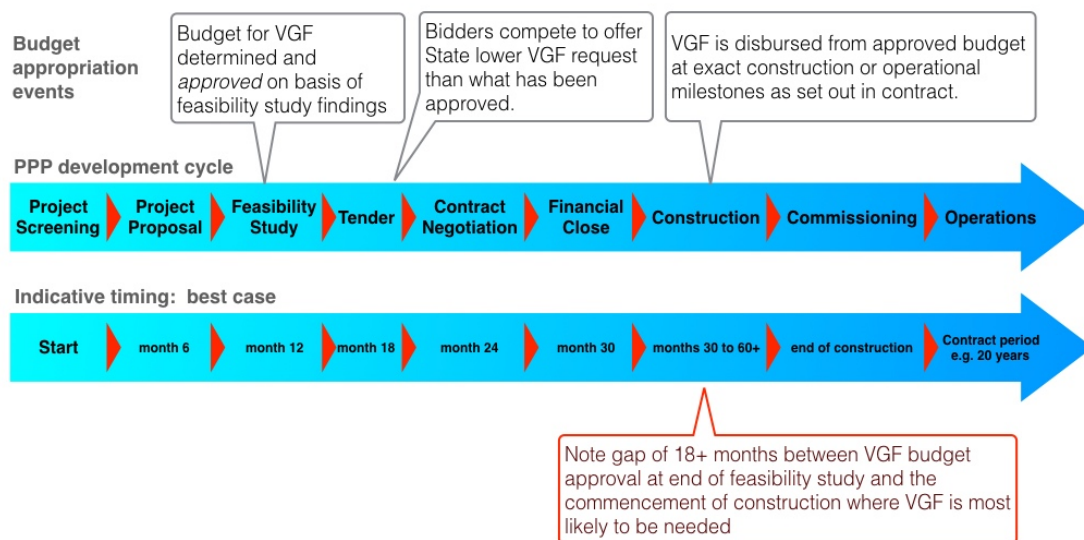 Budget
appropriation
events
Budget for VGF
determined and
approved on basis of
feasibility study findings
Bidders compete to offer
State lower VGF request
than what has been
approved.
VGF is disbursed from approved budget
at exact construction or operational
milestones as set out in contract.
PPP development cycle
Project
Screening
Project
Proposal
Feasibility
Study
Tender
Contract
Negotiation
Financial
Close
Construction
Commissioning
Operations
Indicative timing: best case
Start
month 6
month 12
month 18
month 24
month 30
months 30 to 60+
end of construction
Contract period
e.g. 20 years
Note gap of 18+ months between VGF budget
approval at end of feasibility study and the
commencement of construction where VGF is most
likely to be needed